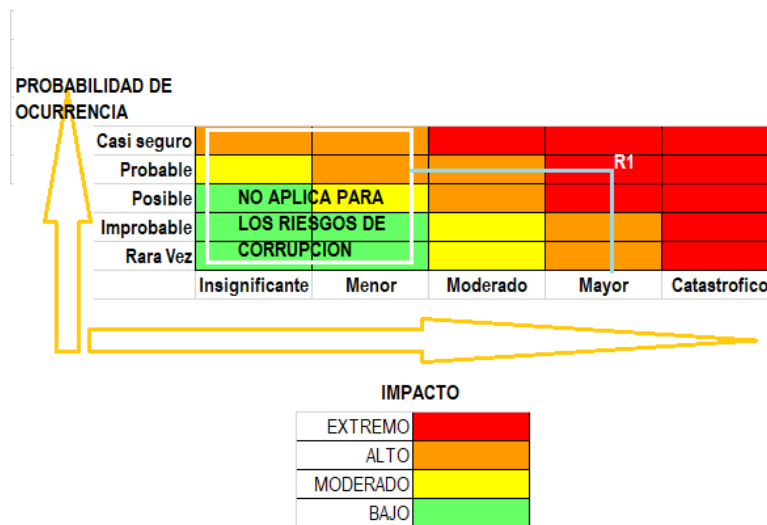 PROBABILIDAD DE
OCURRENCIA
Casi seguro
Probable R1
Posible NO APLICA PARA
Improbable LOS RIESGOS DE
Rara Vez CORRUPCION
Insignificante Menor Moderado Mayor Catastrofico
IMPACTO
EXTREMO
ALTO
MODERADO
BAJO